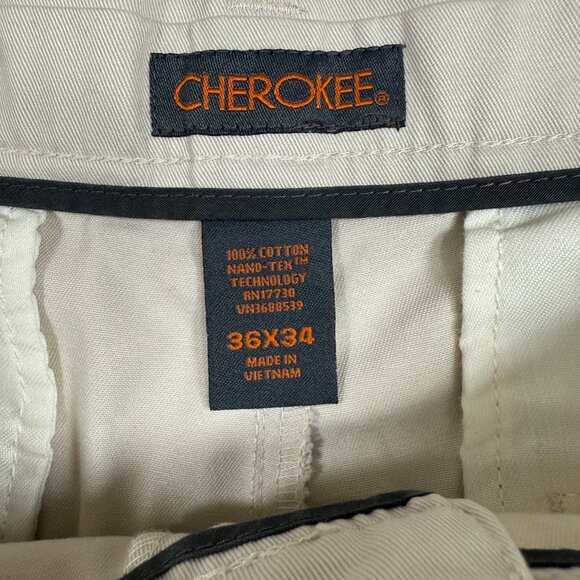 CHEROKEE®
100% COTTON
NANO-TEX™
TECHNOLOGY
RN17730
VN3688539
36X34
MADE IN
VIETNAM